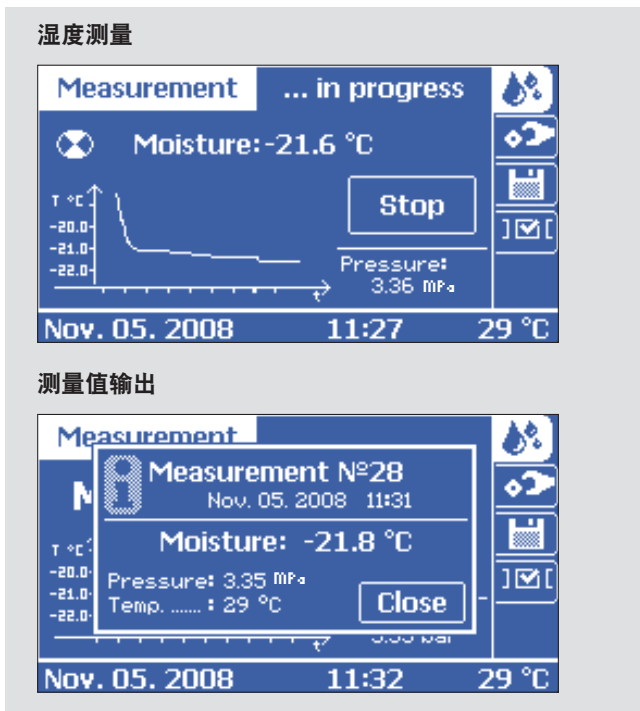 湿度测量
Measurement ... in progress
Moisture:-21.6 °C
T °C
-20.0
-21.0
-22.0
Stop
Pressure:
3.36 MPa
t
Nov. 05. 2008 11:27 29 °C
测量值输出
Measurement
Measurement Nº28
Nov. 05. 2008 11:31
Moisture: -21.8 °C
T °C
-20.0
-21.0
-22.0
Pressure: 3.35 MPa
Temp. ...... : 29 °C
Close
t
Nov. 05. 2008 11:32 29 °C